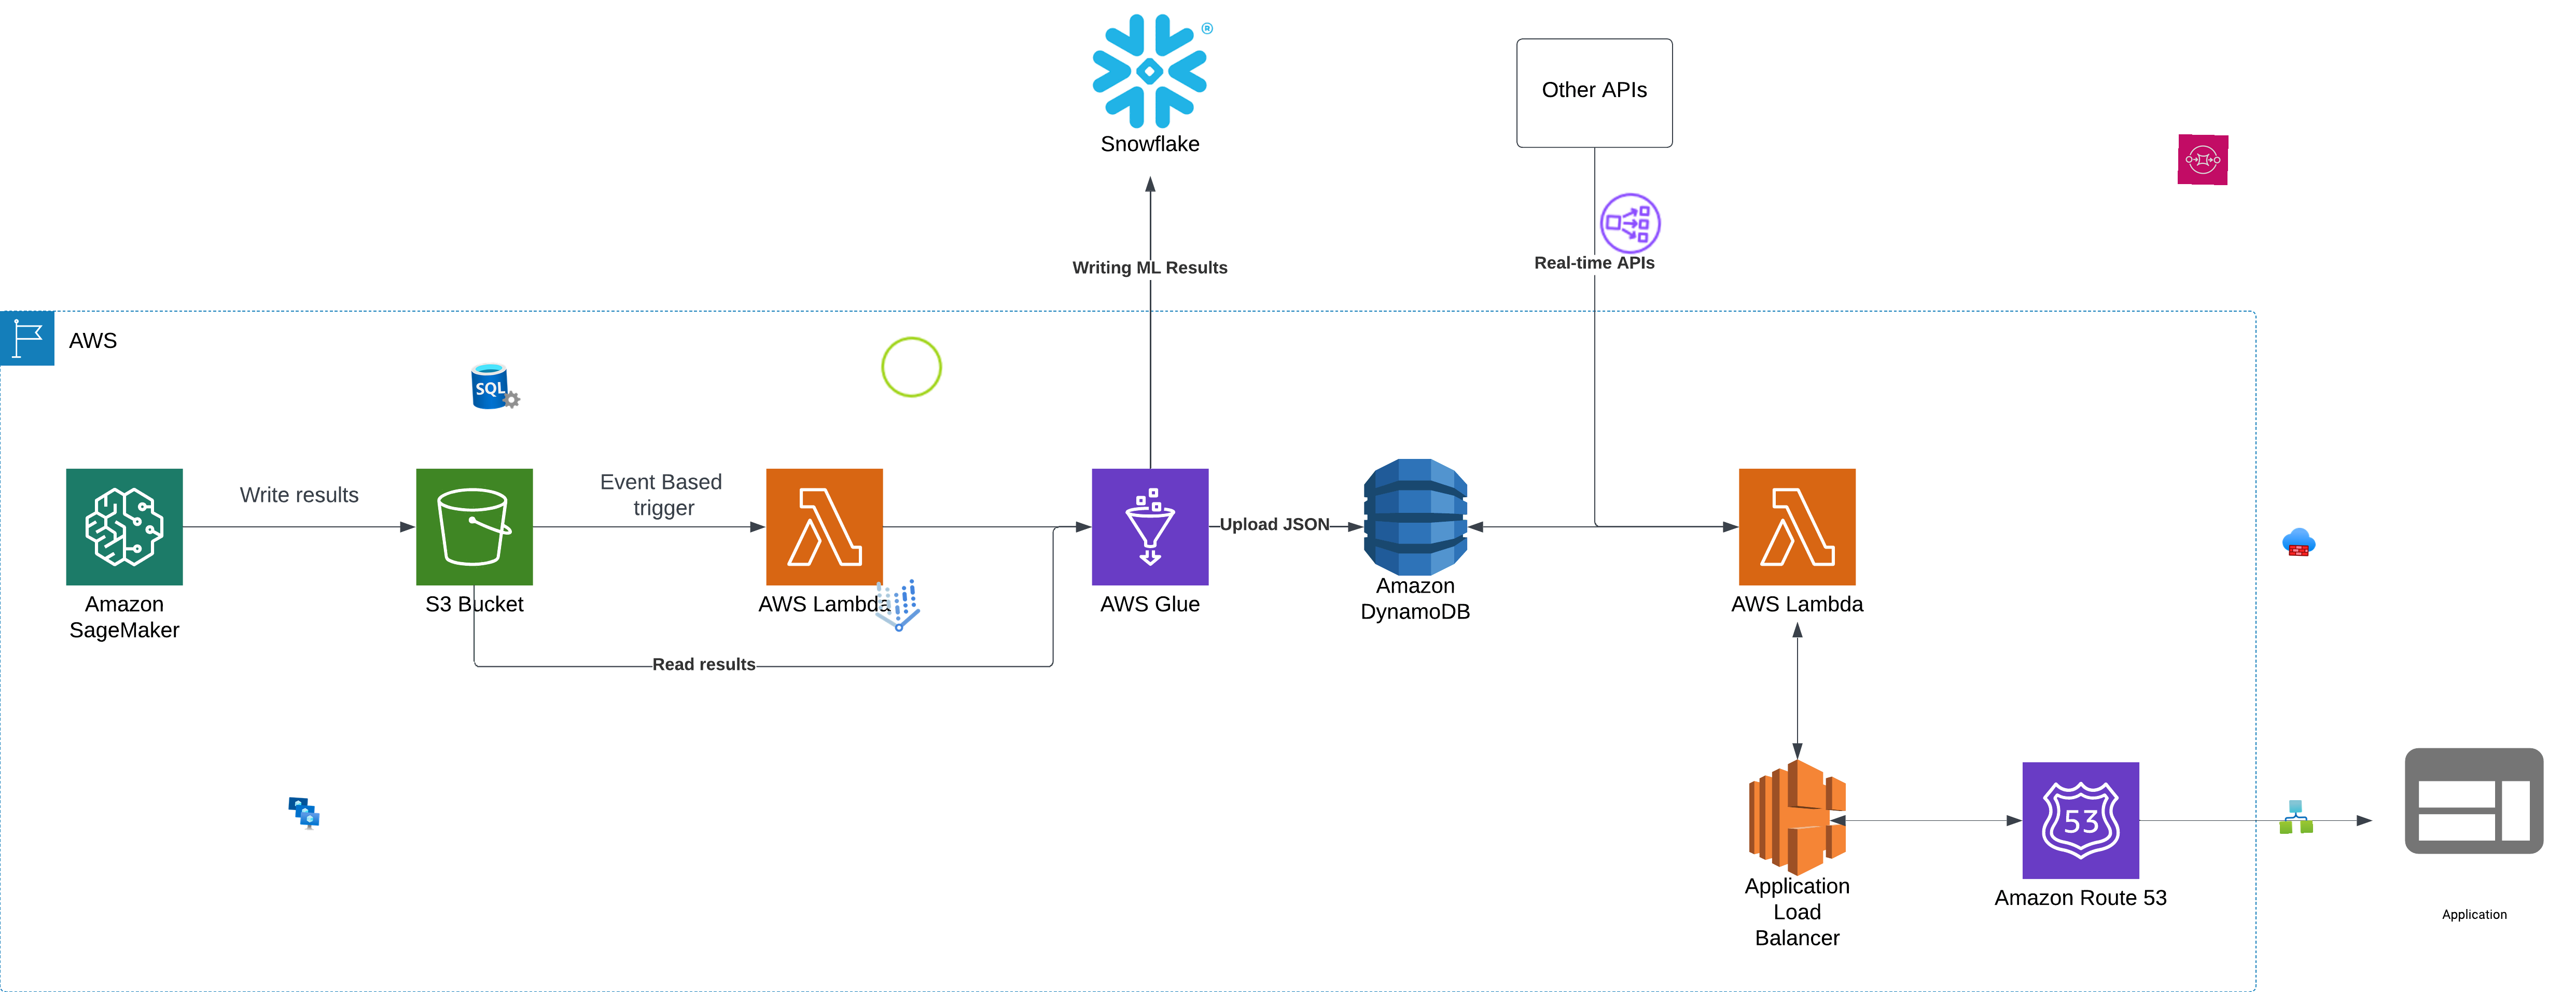 ®
Snowflake
Other APIs
Writing ML Results
Real-time APIs
AWS
SQL
Write results
Event Based
trigger
Upload JSON
Amazon
SageMaker
S3 Bucket
AWS Lambda
AWS Glue
Amazon
DynamoDB
AWS Lambda
Read results
53
Application
Load
Balancer
Amazon Route 53
Application